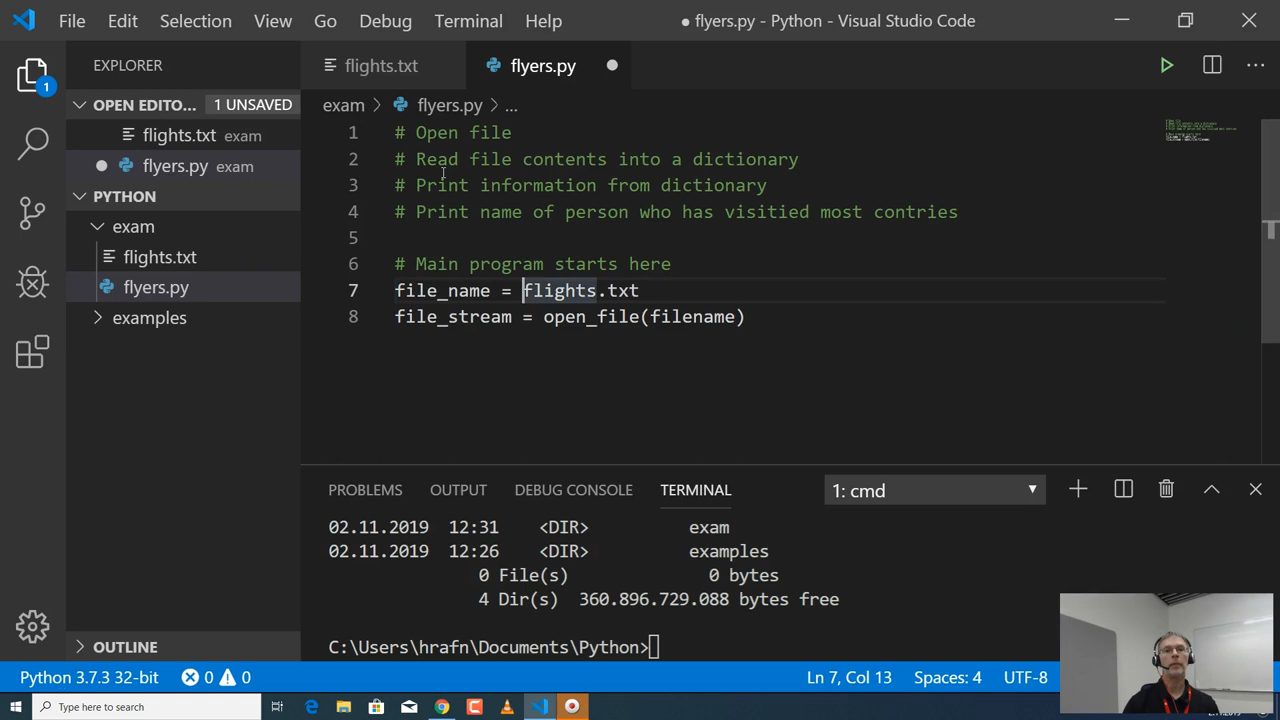 File Edit Selection View Go Debug Terminal Help ● flyers.py - Python - Visual Studio Code
EXPLORER
flights.txt
flyers.py
OPEN EDITO... 1 UNSAVED
exam > flyers.py > ...
flights.txt exam
flyers.py exam
PYTHON
exam
flights.txt
flyers.py
examples
OUTLINE
1 # Open file
2 # Read file contents into a dictionary
3 # Print information from dictionary
4 # Print name of person who has visitied most contries
5
6 # Main program starts here
7 file_name = flights.txt
8 file_stream = open_file(filename)
PROBLEMS OUTPUT DEBUG CONSOLE TERMINAL 1: cmd
02.11.2019 12:31 <DIR> exam
02.11.2019 12:26 <DIR> examples
0 File(s) 0 bytes
4 Dir(s) 360.896.729.088 bytes free
C:\Users\hrafn\Documents\Python>
Python 3.7.3 32-bit 0 0 Ln 7, Col 13 Spaces: 4 UTF-8
Type here to search